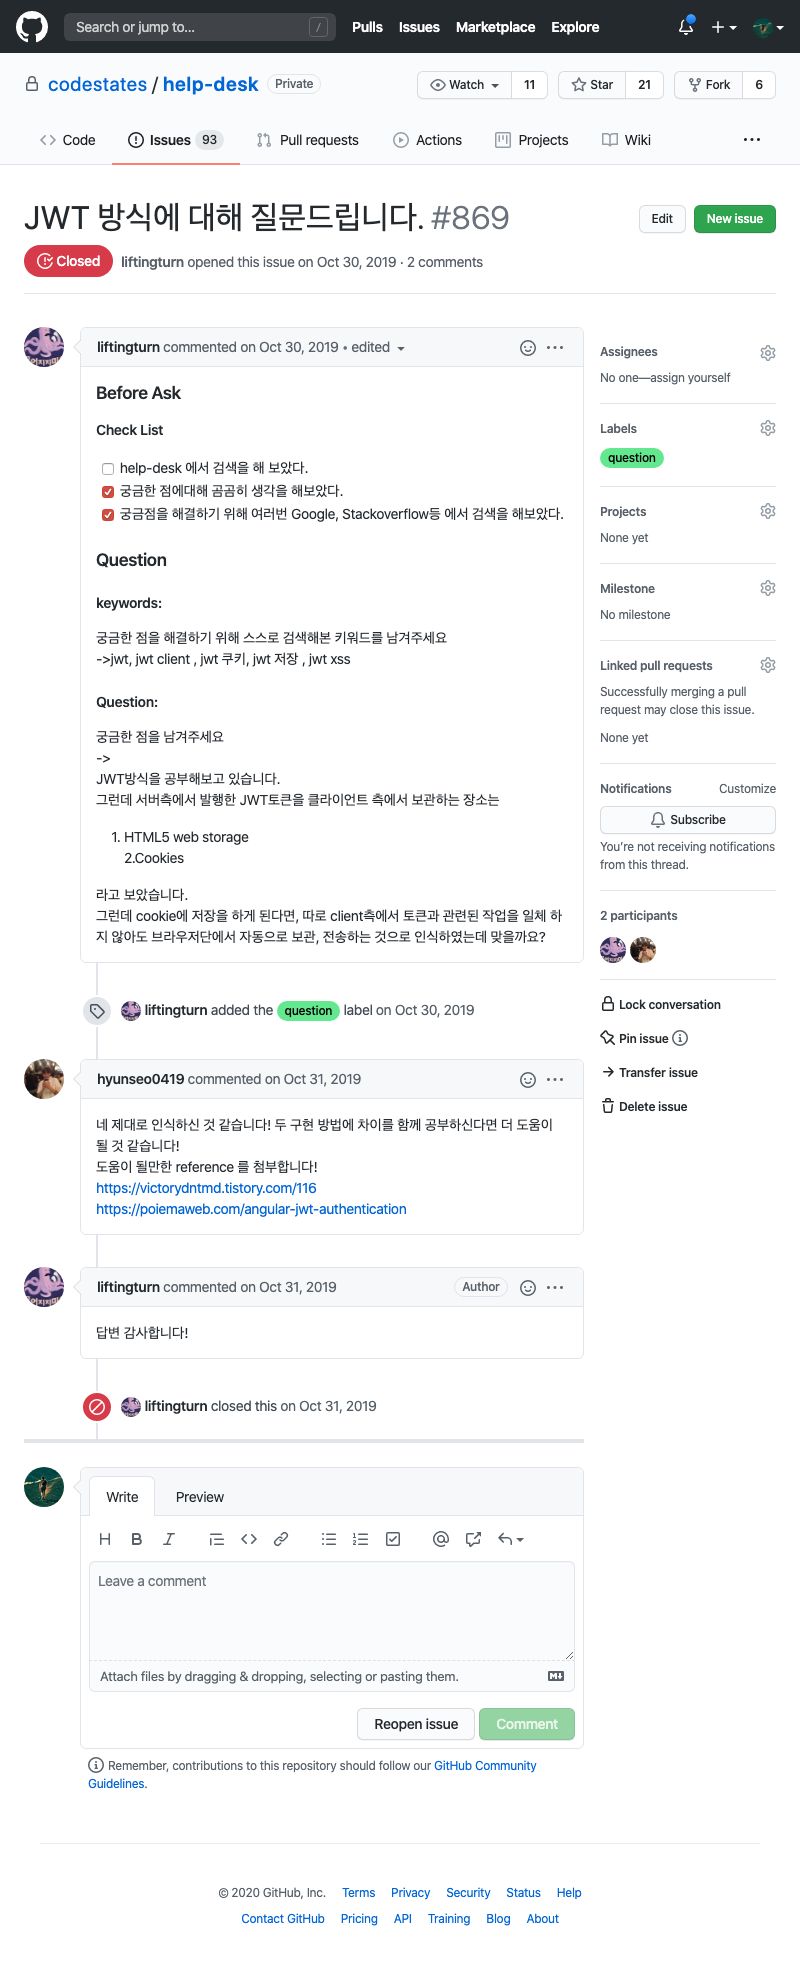 Search or jump to... /
Pulls Issues Marketplace Explore
codestates / help-desk Private
Watch 11 Star 21 Fork 6
Code Issues 93 Pull requests Actions Projects Wiki ...
JWT 방식에 대해 질문드립니다. #869
Edit New issue
Closed liftingturn opened this issue on Oct 30, 2019 · 2 comments
liftingturn commented on Oct 30, 2019 • edited
Before Ask
Check List
help-desk 에서 검색을 해 보았다.
궁금한 점에대해 곰곰히 생각을 해보았다.
궁금점을 해결하기 위해 여러번 Google, Stackoverflow등 에서 검색을 해보았다.
Question
keywords:
궁금한 점을 해결하기 위해 스스로 검색해본 키워드를 남겨주세요
->jwt, jwt client , jwt 쿠키, jwt 저장 , jwt xss
Question:
궁금한 점을 남겨주세요
->
JWT방식을 공부해보고 있습니다.
그런데 서버측에서 발행한 JWT토큰을 클라이언트 측에서 보관하는 장소는
1. HTML5 web storage
2.Cookies
라고 보았습니다.
그런데 cookie에 저장을 하게 된다면, 따로 client측에서 토큰과 관련된 작업을 일체 하
지 않아도 브라우저단에서 자동으로 보관, 전송하는 것으로 인식하였는데 맞을까요?
Assignees
No one—assign yourself
Labels
question
Projects
None yet
Milestone
No milestone
Linked pull requests
Successfully merging a pull
request may close this issue.
None yet
Notifications Customize
Subscribe
You're not receiving notifications
from this thread.
2 participants
Lock conversation
Pin issue
Transfer issue
Delete issue
liftingturn added the question label on Oct 30, 2019
hyunseo0419 commented on Oct 31, 2019
네 제대로 인식하신 것 같습니다! 두 구현 방법에 차이를 함께 공부하신다면 더 도움이
될 것 같습니다!
도움이 될만한 reference 를 첨부합니다!
https://victorydntmd.tistory.com/116
https://poiemaweb.com/angular-jwt-authentication
liftingturn commented on Oct 31, 2019 Author
답변 감사합니다!
liftingturn closed this on Oct 31, 2019
Write Preview
H B I
Leave a comment
Attach files by dragging & dropping, selecting or pasting them.
Reopen issue Comment
Remember, contributions to this repository should follow our GitHub Community
Guidelines.
© 2020 GitHub, Inc. Terms Privacy Security Status Help
Contact GitHub Pricing API Training Blog About